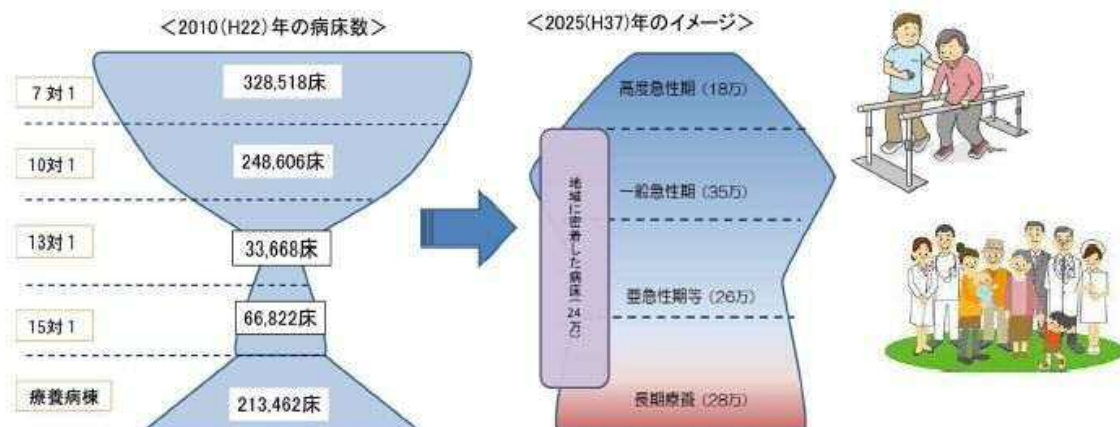 ＜2010(H22)年の病床数＞
7対1
328,518床
10対1
248,606床
13対1
33,668床
15対1
66,822床
療養病棟
213,462床
＜2025(H37)年のイメージ＞
高度急性期（18万）
一般急性期（35万）
亜急性期等（26万）
長期療養（28万）
地域に密着した病床（24万）